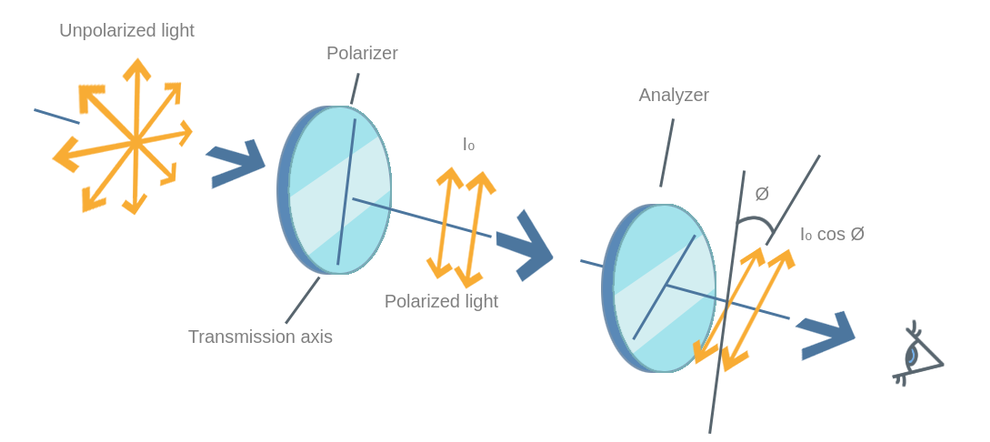 Unpolarized light
Polarizer
Analyzer
I₀
Ø
I₀ cos Ø
Polarized light
Transmission axis